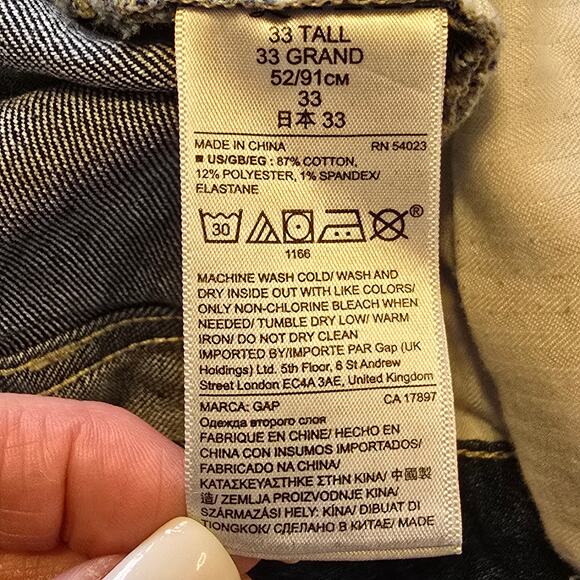 33 TALL
33 GRAND
52/91CM
33
日本 33
MADE IN CHINA RN 54023
■ US/GB/EG : 87% COTTON,
12% POLYESTER, 1% SPANDEX/
ELASTANE
30 ®
1166
MACHINE WASH COLD/ WASH AND
DRY INSIDE OUT WITH LIKE COLORS/
ONLY NON-CHLORINE BLEACH WHEN
NEEDED/ TUMBLE DRY LOW/ WARM
IRON/ DO NOT DRY CLEAN
IMPORTED BY/IMPORTE PAR Gap (UK
Holdings) Ltd. 5th Floor, 6 St Andrew
Street London EC4A 3AE, United Kingdom
MARCA: GAP CA 17897
Одежда второго слоя
FABRIQUE EN CHINE/ HECHO EN
CHINA CON INSUMOS IMPORTADOS/
FABRICADO NA CHINA/
ΚΑΤΑΣΚΕΥΑΣΤΗΚΕ ΣΤΗΝ ΚΙΝΑ/ 中國製
造/ ZEMLJA PROIZVODNJE KINA/
SZÁRMAZÁSI HELY: KÍNA/ DIBUAT DI
TIONGKOK/ СДЕЛАНО В КИТАЕ/ MADE